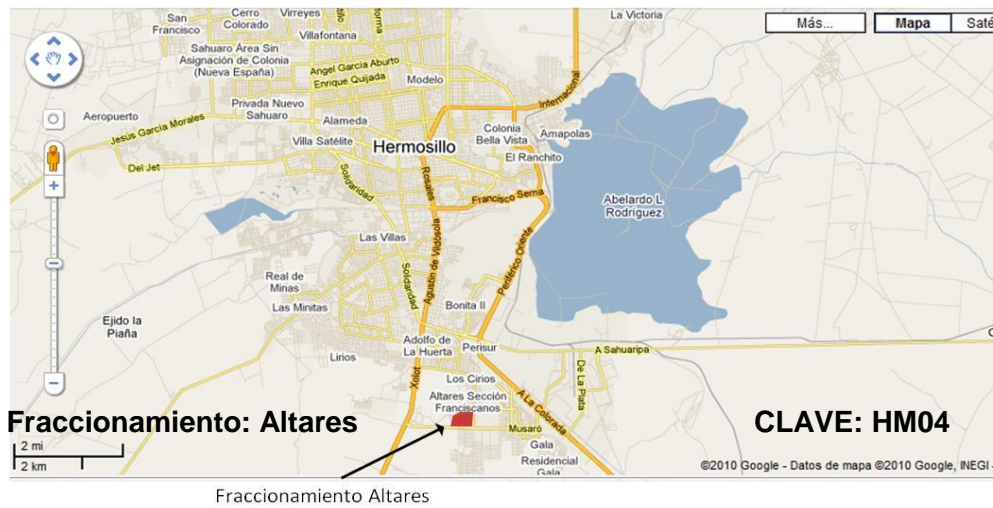 San
Francisco
Cerro
Colorado
Virreyes
Villafontana
La Victoria
Más...
Mapa
Saté
Sahuaro Área Sin
Asignación de Colonia
(Nueva España)
Angel García Aburto
Enrique Quijada
Modelo
Privada Nuevo
Sahuaro
Internacional
Aeropuerto
Jesús García Morales
Alameda
Colonia
Bella Vista
Amapolas
Villa Satélite
Hermosillo
El Ranchito
Del Jet
Solidaridad
Rosales
Francisco Serna
Abelardo L
Rodríguez
Las Villas
Agustín de Vildósola
Periférico Oriente
Solidaridad
Real de
Minas
Las Minitas
Bonita II
Ejido la
Piaña
Adolfo de
La Huerta
Perisur
A Sahuaripa
Lirios
Xolot
Los Cirios
De La Plata
Altares Sección
Franciscanos
A La Colorada
Fraccionamiento: Altares
CLAVE: HM04
Musaró
2 mi
2 km
Gala
Residencial
Gala
©2010 Google - Datos de mapa ©2010 Google, INEGI -
Fraccionamiento Altares